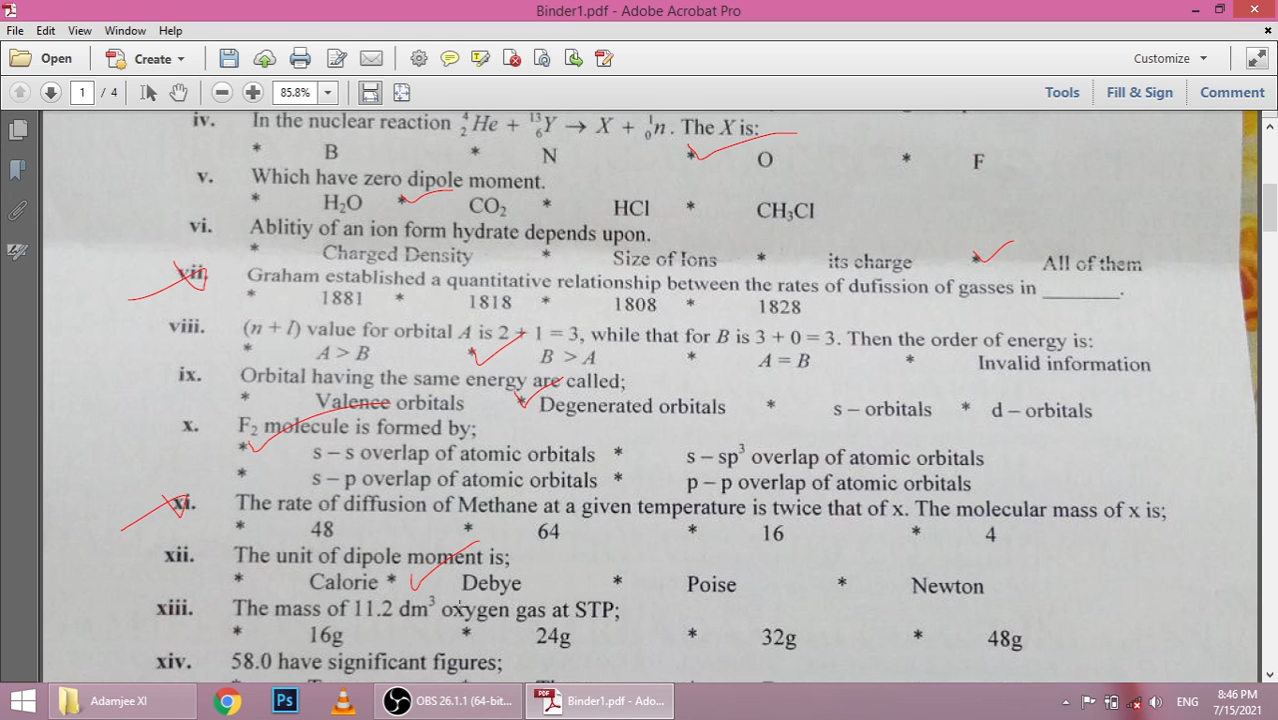 Binder1.pdf - Adobe Acrobat Pro
File Edit View Window Help
Open Create Customize
1 / 4 85.8% Tools Fill & Sign Comment
iv. In the nuclear reaction ⁴₂He + ¹³₆Y → X + ¹₀n. The X is:
* B * N * O * F
v. Which have zero dipole moment.
* H₂O * CO₂ * HCl * CH₃Cl
vi. Ablitiy of an ion form hydrate depends upon.
* Charged Density * Size of Ions * its charge * All of them
vii. Graham established a quantitative relationship between the rates of dufission of gasses in ________.
* 1881 * 1818 * 1808 * 1828
viii. (n + l) value for orbital A is 2 + 1 = 3, while that for B is 3 + 0 = 3. Then the order of energy is:
* A > B * B > A * A = B * Invalid information
ix. Orbital having the same energy are called;
* Valence orbitals * Degenerated orbitals * s – orbitals * d – orbitals
x. F₂ molecule is formed by;
* s – s overlap of atomic orbitals * s – sp³ overlap of atomic orbitals
* s – p overlap of atomic orbitals * p – p overlap of atomic orbitals
xi. The rate of diffusion of Methane at a given temperature is twice that of x. The molecular mass of x is;
* 48 * 64 * 16 * 4
xii. The unit of dipole moment is;
* Calorie * Debye * Poise * Newton
xiii. The mass of 11.2 dm³ oxygen gas at STP;
* 16g * 24g * 32g * 48g
xiv. 58.0 have significant figures;
Adamjee XI Ps OBS 26.1.1 (64-bit... PDF Binder1.pdf - Ado... ENG 8:46 PM
7/15/2021